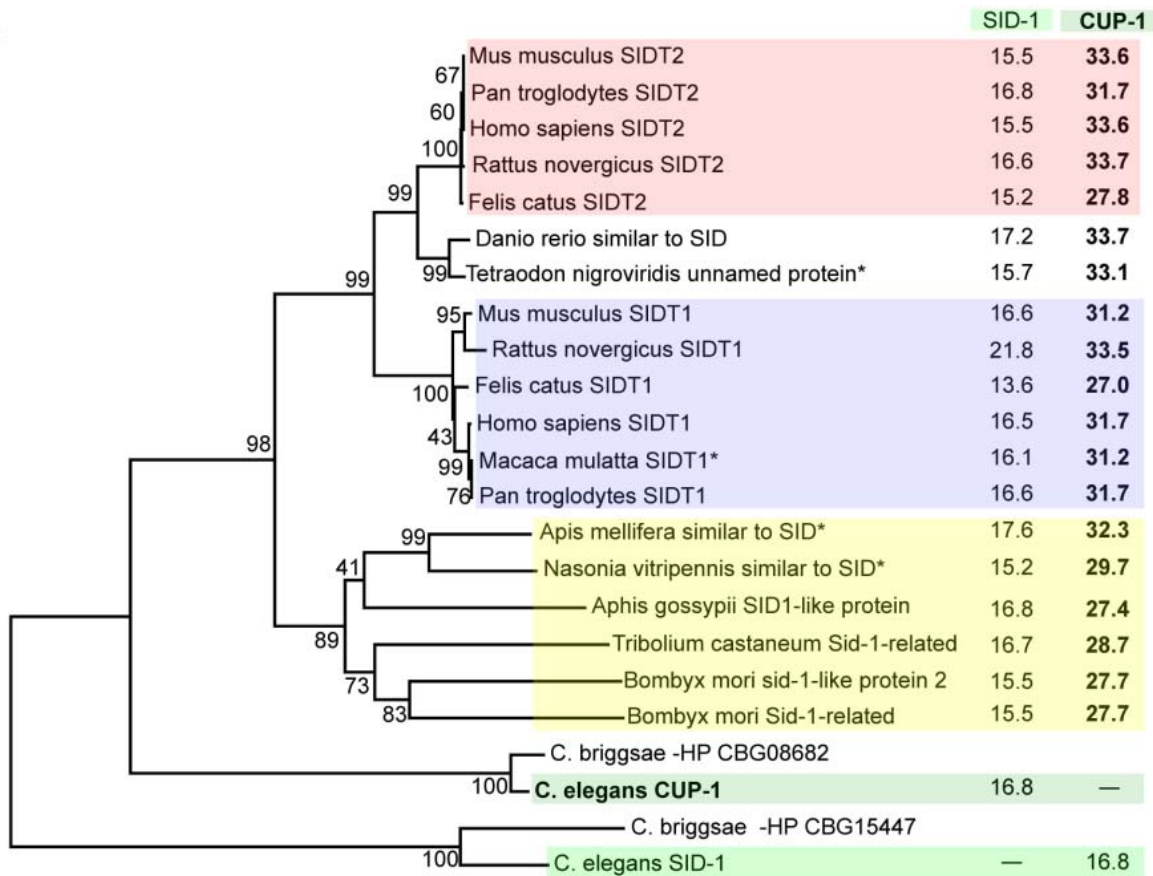 SID-1 CUP-1
Mus musculus SIDT2 15.5 33.6
67
Pan troglodytes SIDT2 16.8 31.7
60
Homo sapiens SIDT2 15.5 33.6
100
Rattus novergicus SIDT2 16.6 33.7
99
Felis catus SIDT2 15.2 27.8
Danio rerio similar to SID 17.2 33.7
99 Tetraodon nigroviridis unnamed protein* 15.7 33.1
99
95 Mus musculus SIDT1 16.6 31.2
Rattus novergicus SIDT1 21.8 33.5
100 Felis catus SIDT1 13.6 27.0
Homo sapiens SIDT1 16.5 31.7
43
98
99 Macaca mulatta SIDT1* 16.1 31.2
76 Pan troglodytes SIDT1 16.6 31.7
99 Apis mellifera similar to SID* 17.6 32.3
41 Nasonia vitripennis similar to SID* 15.2 29.7
Aphis gossypii SID1-like protein 16.8 27.4
89 Tribolium castaneum Sid-1-related 16.7 28.7
73 Bombyx mori sid-1-like protein 2 15.5 27.7
83 Bombyx mori Sid-1-related 15.5 27.7
C. briggsae -HP CBG08682
100 C. elegans CUP-1 16.8 —
C. briggsae -HP CBG15447
100 C. elegans SID-1 — 16.8